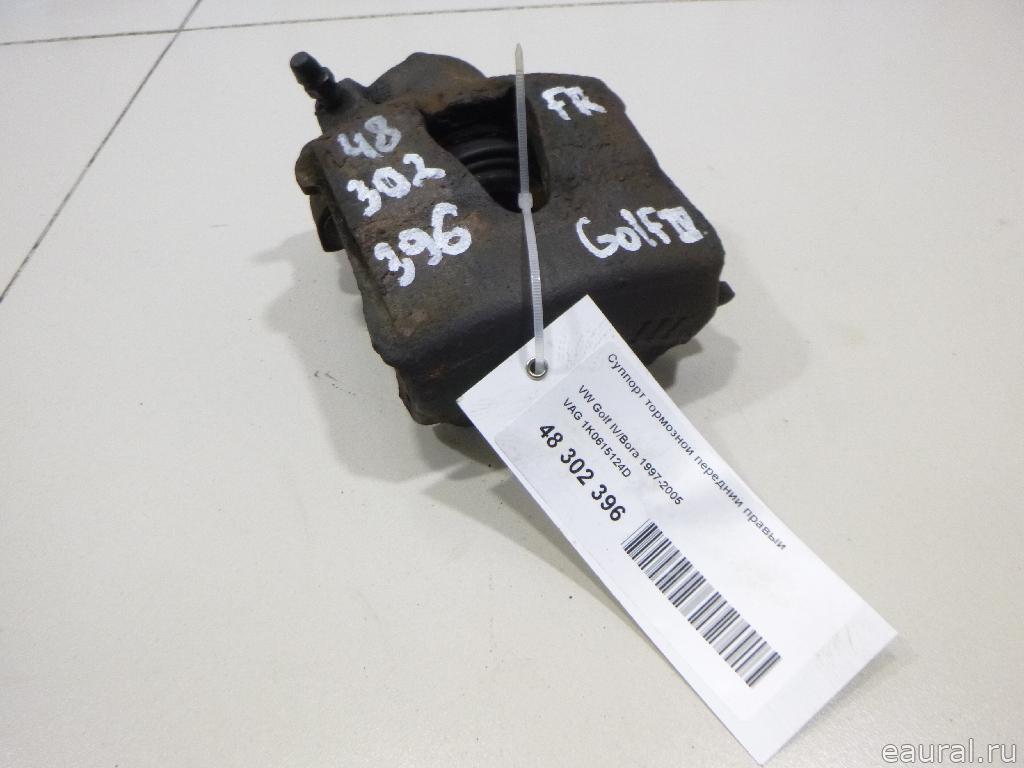 48
302
396
FR
Golf IV
Суппорт тормозной передний правый
VW Golf IV/Bora 1997-2005
VAG 1K0615124D
48 302 396
eaural.ru